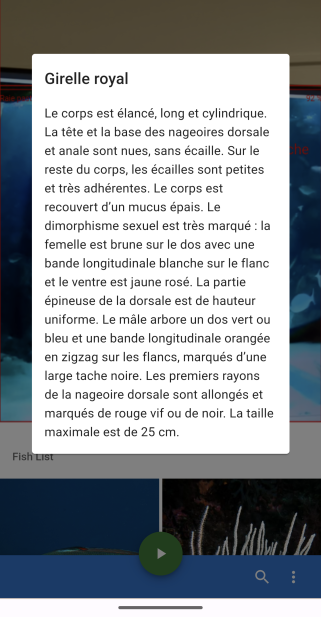 Girelle royal
Le corps est élancé, long et cylindrique.
La tête et la base des nageoires dorsale
et anale sont nues, sans écaille. Sur le
reste du corps, les écailles sont petites
et très adhérentes. Le corps est
recouvert d'un mucus épais. Le
dimorphisme sexuel est très marqué : la
femelle est brune sur le dos avec une
bande longitudinale blanche sur le flanc
et le ventre est jaune rosé. La partie
épineuse de la dorsale est de hauteur
uniforme. Le mâle arbore un dos vert ou
bleu et une bande longitudinale orangée
en zigzag sur les flancs, marqués d'une
large tache noire. Les premiers rayons
de la nageoire dorsale sont allongés et
marqués de rouge vif ou de noir. La taille
maximale est de 25 cm.
Fish List